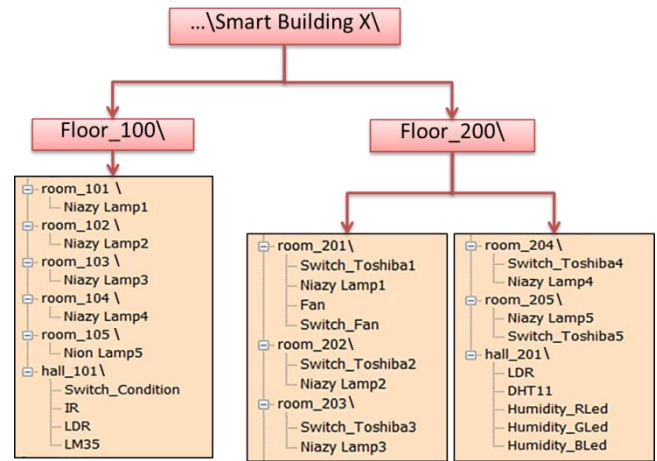 ...\Smart Building X\
Floor_100\
Floor_200\
room_101 \
Niazy Lamp1
room_102 \
Niazy Lamp2
room_103 \
Niazy Lamp3
room_104 \
Niazy Lamp4
room_105 \
Nion Lamp5
hall_101\
Switch_Condition
IR
LDR
LM35
room_201\
Switch_Toshiba1
Niazy Lamp1
Fan
Switch_Fan
room_202\
Switch_Toshiba2
Niazy Lamp2
room_203\
Switch_Toshiba3
Niazy Lamp3
room_204\
Switch_Toshiba4
Niazy Lamp4
room_205\
Niazy Lamp5
Switch_Toshiba5
hall_201\
LDR
DHT11
Humidity_RLed
Humidity_GLed
Humidity_BLed